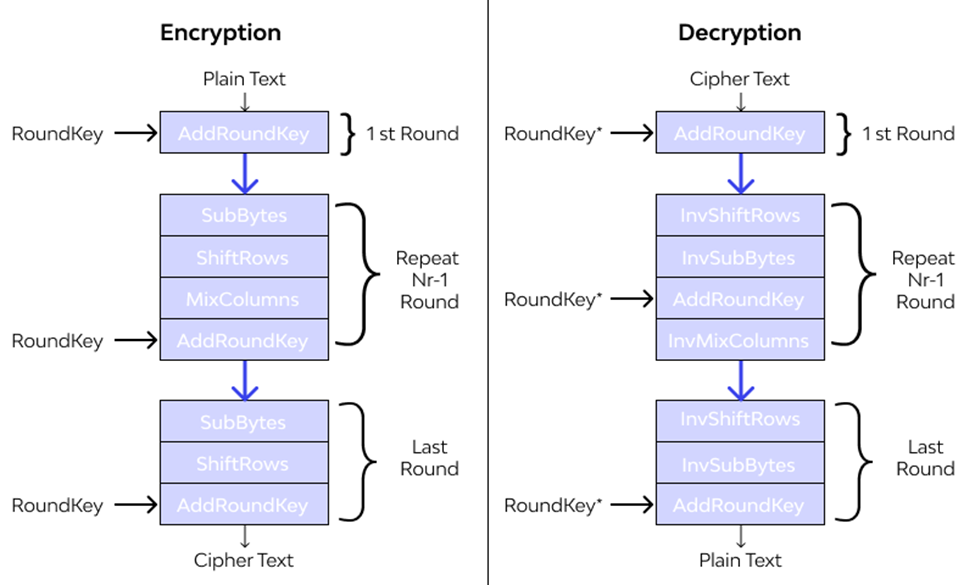 Encryption
Plain Text
RoundKey
AddRoundKey
1 st Round
SubBytes
ShiftRows
MixColumns
Repeat
Nr-1
Round
RoundKey
AddRoundKey
SubBytes
ShiftRows
Last
Round
RoundKey
AddRoundKey
Cipher Text
Decryption
Cipher Text
RoundKey*
AddRoundKey
1 st Round
InvShiftRows
InvSubBytes
Repeat
Nr-1
Round
RoundKey*
AddRoundKey
InvMixColumns
InvShiftRows
InvSubBytes
Last
Round
RoundKey*
AddRoundKey
Plain Text